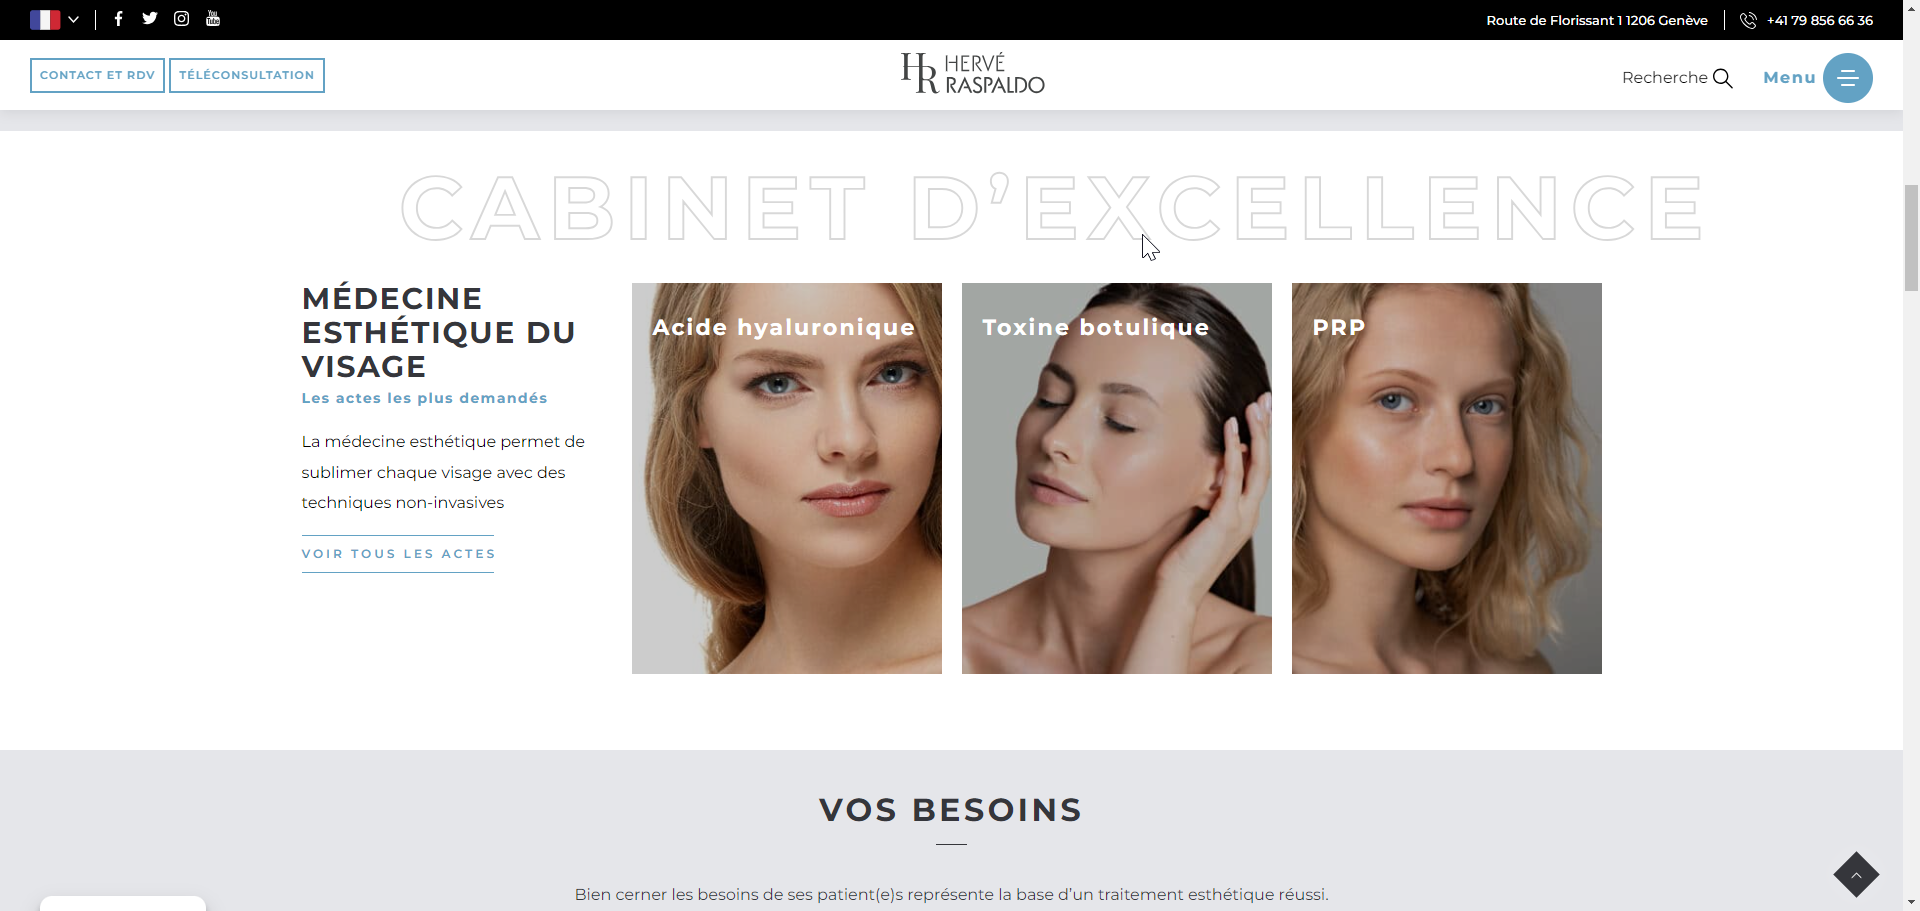 Route de Florissant 1 1206 Genève
+41 79 856 66 36
CONTACT ET RDV
TÉLÉCONSULTATION
HR HERVÉ
RASPALDO
Recherche
Menu
CABINET D’EXCELLENCE
MÉDECINE
ESTHÉTIQUE DU
VISAGE
Les actes les plus demandés
La médecine esthétique permet de
sublimer chaque visage avec des
techniques non-invasives
VOIR TOUS LES ACTES
Acide hyaluronique
Toxine botulique
PRP
VOS BESOINS
Bien cerner les besoins de ses patient(e)s représente la base d’un traitement esthétique réussi.